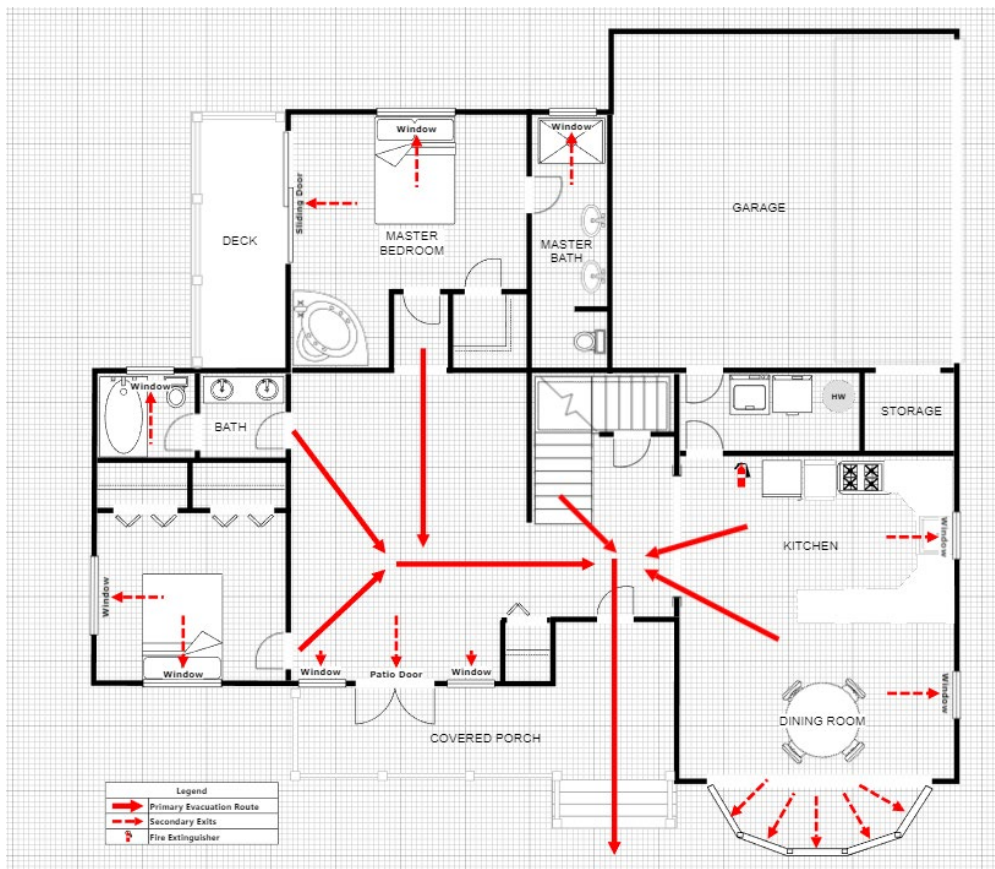 Window
Window
Sliding Door
GARAGE
DECK
MASTER
BEDROOM
MASTER
BATH
Window
BATH
HW
STORAGE
KITCHEN
Window
Window
Window
Window
Patio Door
Window
Window
DINING ROOM
COVERED PORCH
Legend
Primary Evacuation Route
Secondary Exits
Fire Extinguisher